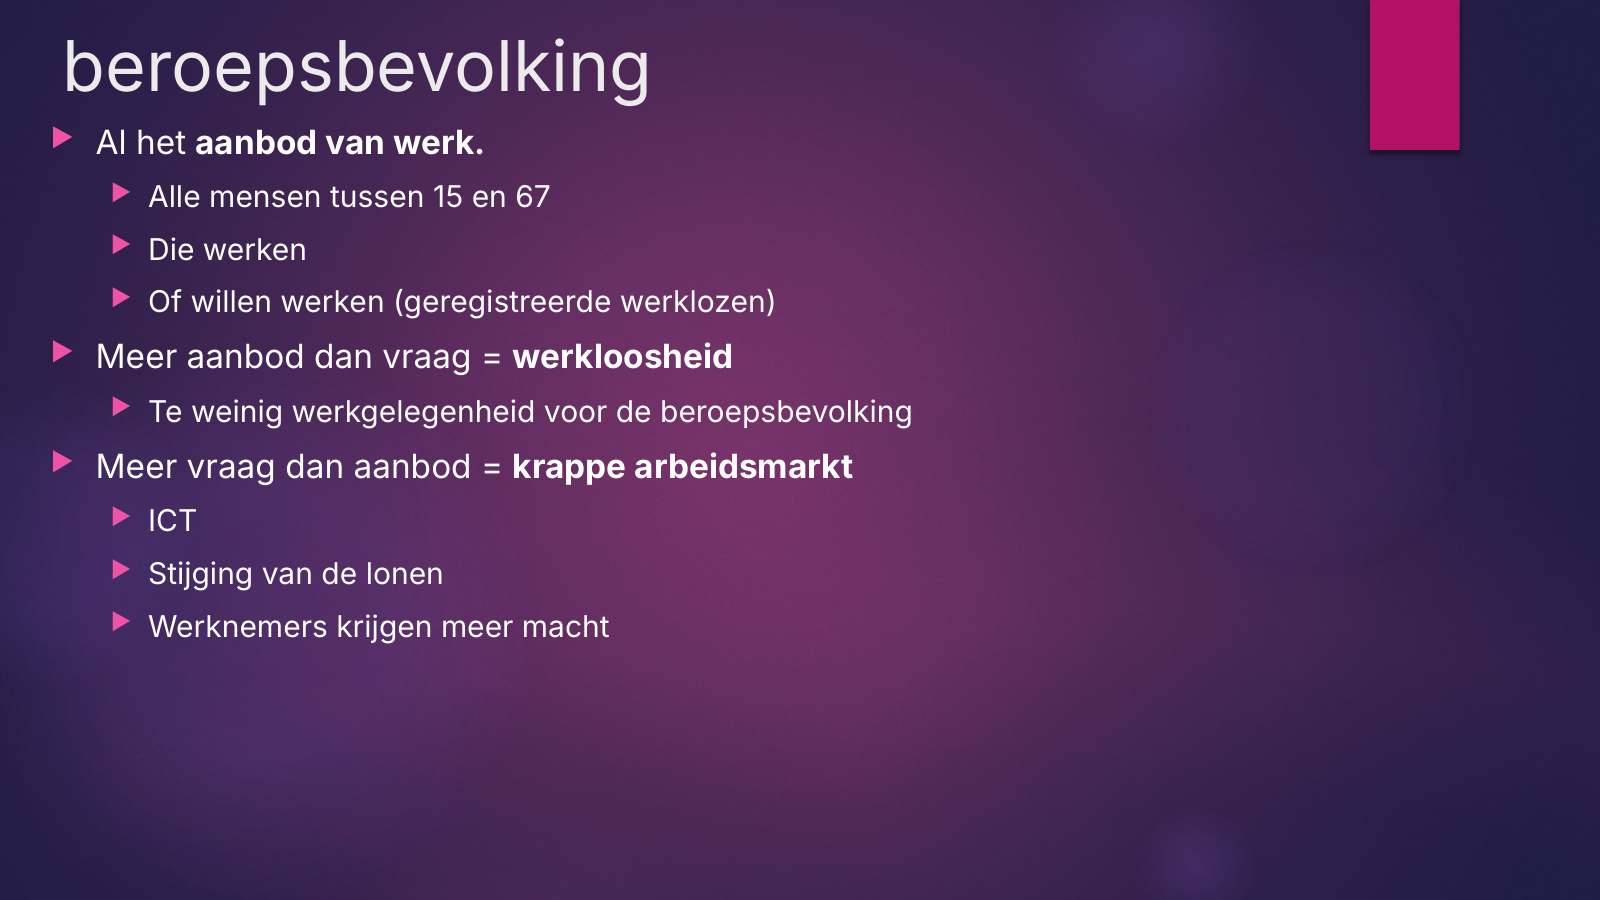 beroepsbevolking
Al het aanbod van werk.
Alle mensen tussen 15 en 67
Die werken
Of willen werken (geregistreerde werklozen)
Meer aanbod dan vraag = werkloosheid
Te weinig werkgelegenheid voor de beroepsbevolking
Meer vraag dan aanbod = krappe arbeidsmarkt
ICT
Stijging van de lonen
Werknemers krijgen meer macht